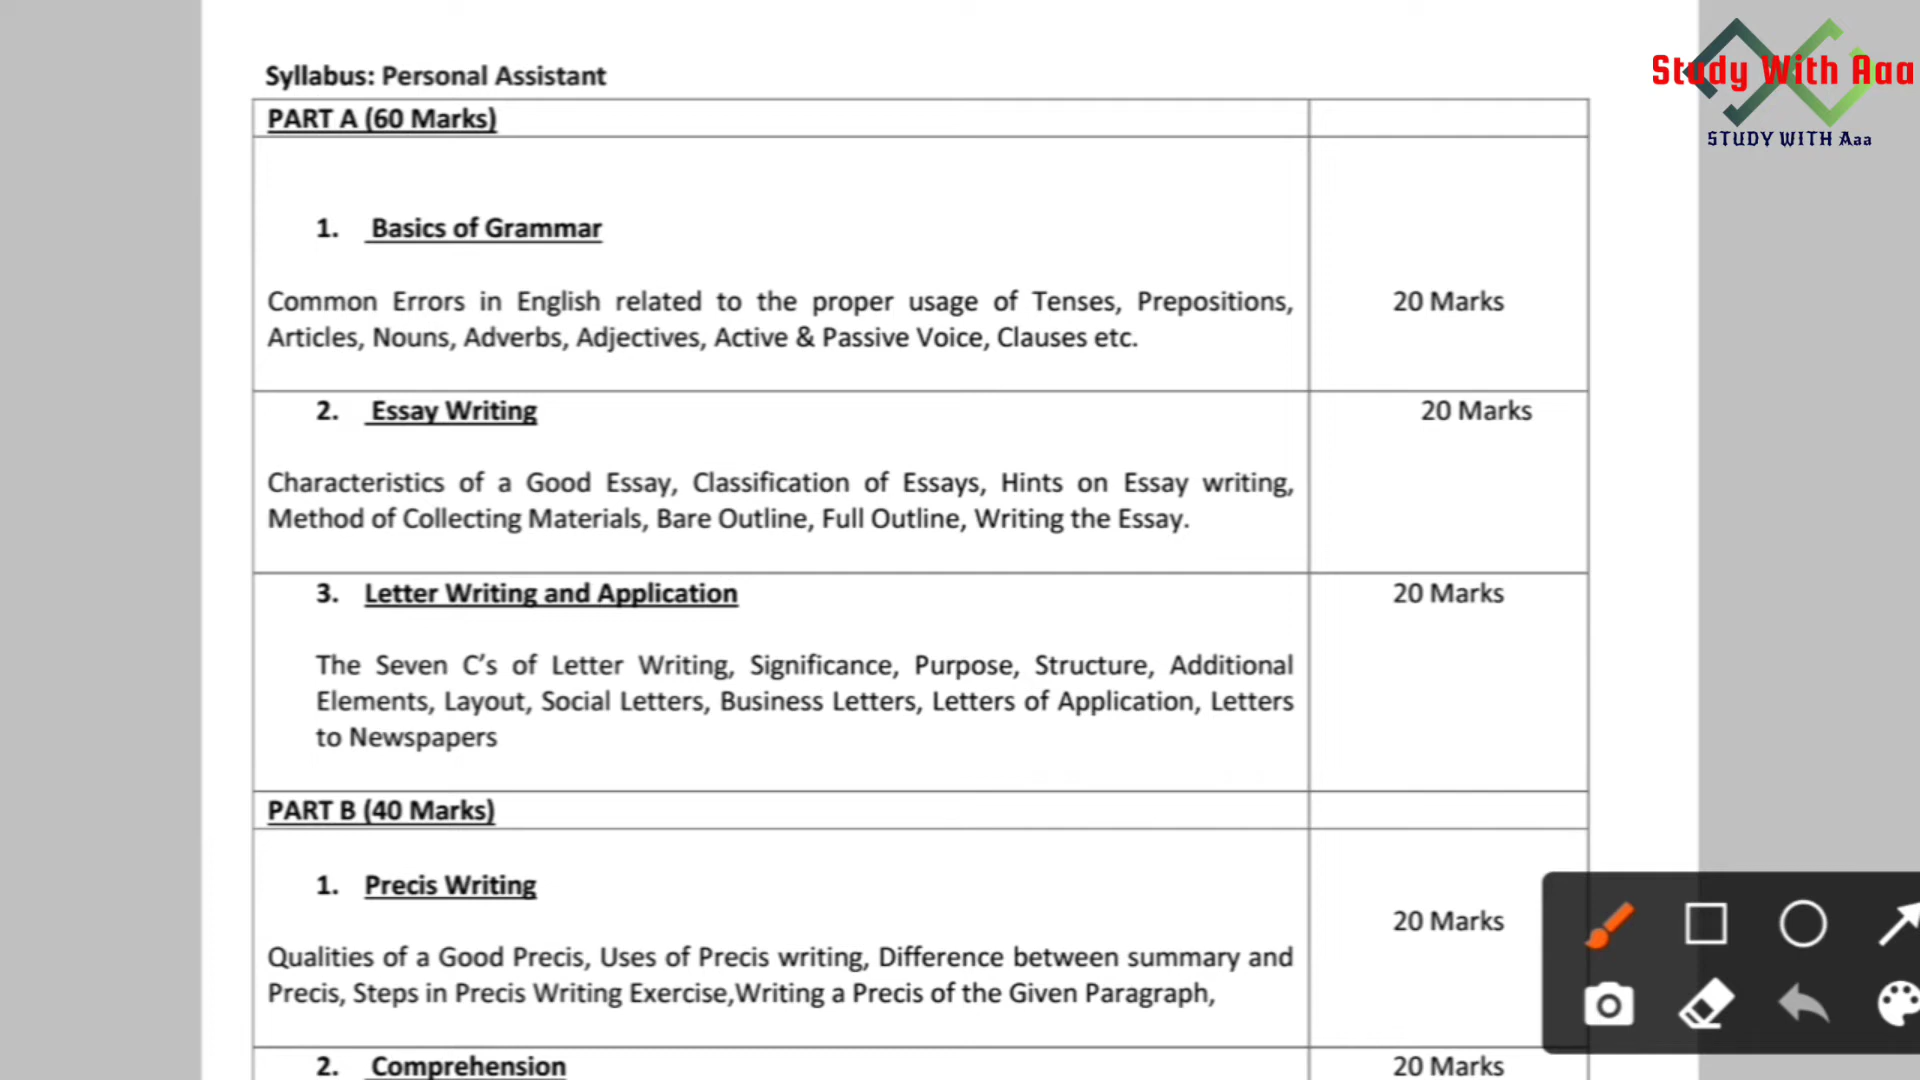 Syllabus: Personal Assistant
PART A (60 Marks)
1. Basics of Grammar
Common Errors in English related to the proper usage of Tenses, Prepositions,
Articles, Nouns, Adverbs, Adjectives, Active & Passive Voice, Clauses etc.
20 Marks
2. Essay Writing
20 Marks
Characteristics of a Good Essay, Classification of Essays, Hints on Essay writing,
Method of Collecting Materials, Bare Outline, Full Outline, Writing the Essay.
3. Letter Writing and Application
20 Marks
The Seven C's of Letter Writing, Significance, Purpose, Structure, Additional
Elements, Layout, Social Letters, Business Letters, Letters of Application, Letters
to Newspapers
PART B (40 Marks)
1. Precis Writing
20 Marks
Qualities of a Good Precis, Uses of Precis writing, Difference between summary and
Precis, Steps in Precis Writing Exercise,Writing a Precis of the Given Paragraph,
2. Comprehension
20 Marks
Study With Aaa
STUDY WITH Aaa